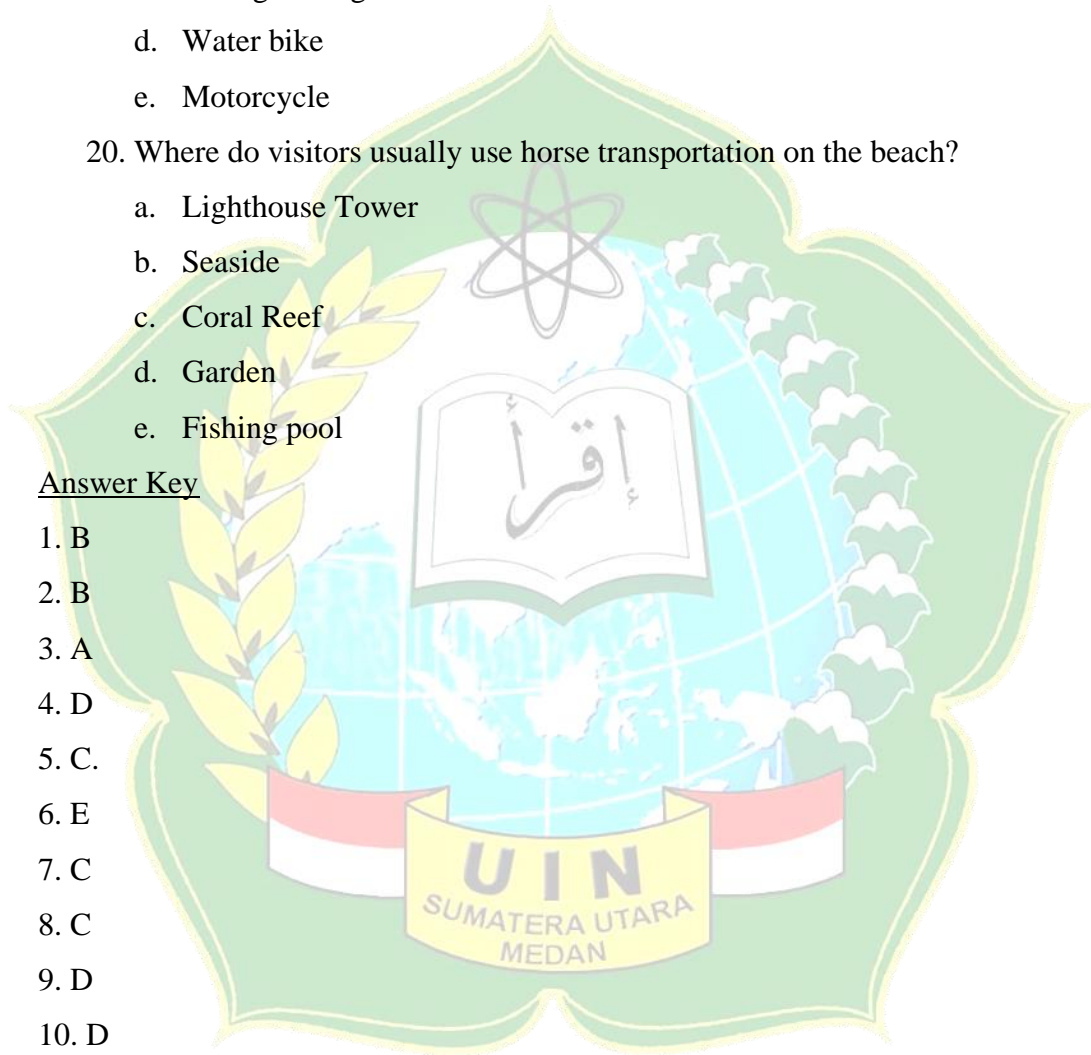 d. Water bike
e. Motorcycle
20. Where do visitors usually use horse transportation on the beach?
a. Lighthouse Tower
b. Seaside
c. Coral Reef
d. Garden
e. Fishing pool
إقرأ
Answer Key
1. B
2. B
3. A
4. D
5. C.
6. E
7. C
8. C
9. D
10. D
UIN
SUMATERA UTARA
MEDAN